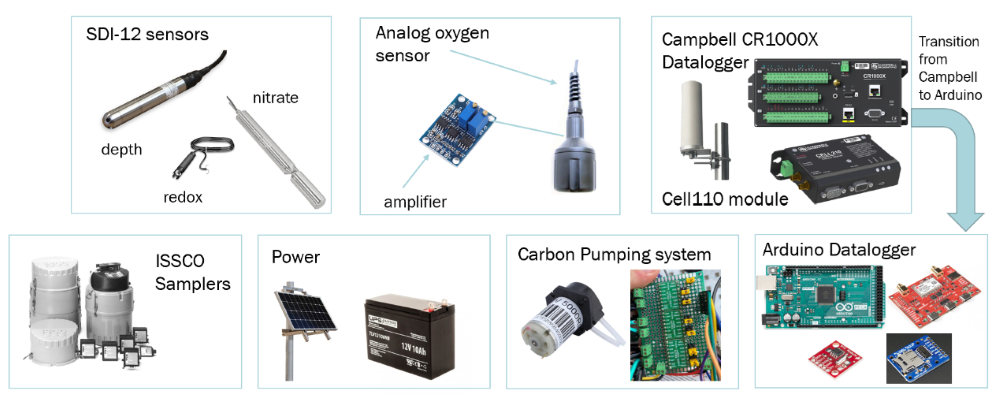 SDI-12 sensors
nitrate
depth
redox
Analog oxygen
sensor
amplifier
Campbell CR1000X
Datalogger
CR1000X
Cell110 module
Transition
from
Campbell
to Arduino
ISSCO
Samplers
Power
12V 10Ah
Carbon Pumping system
Arduino Datalogger